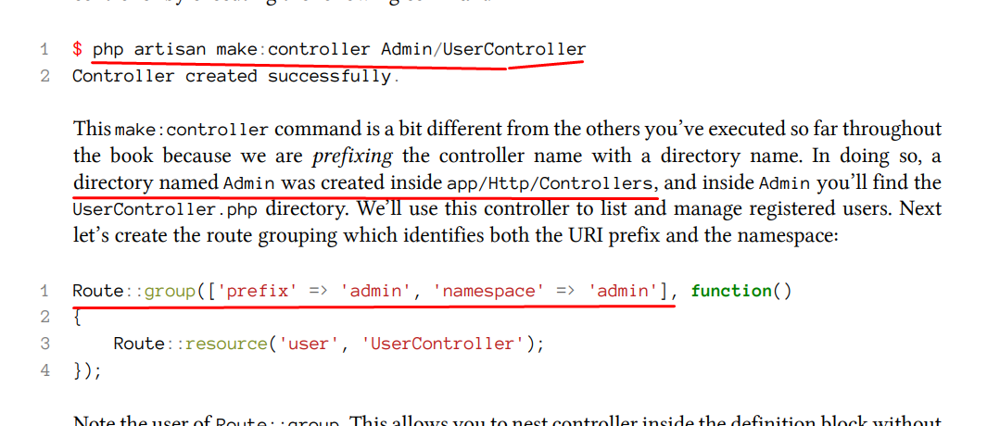 1 $ php artisan make:controller Admin/UserController
2 Controller created successfully.
This make:controller command is a bit different from the others you've executed so far throughout
the book because we are prefixing the controller name with a directory name. In doing so, a
directory named Admin was created inside app/Http/Controllers, and inside Admin you'll find the
UserController.php directory. We'll use this controller to list and manage registered users. Next
let's create the route grouping which identifies both the URI prefix and the namespace:
1 Route::group(['prefix' => 'admin', 'namespace' => 'admin'], function()
2 {
3     Route::resource('user', 'UserController');
4 });
Note the user of Route::group. This allows you to nest controller inside the definition block without